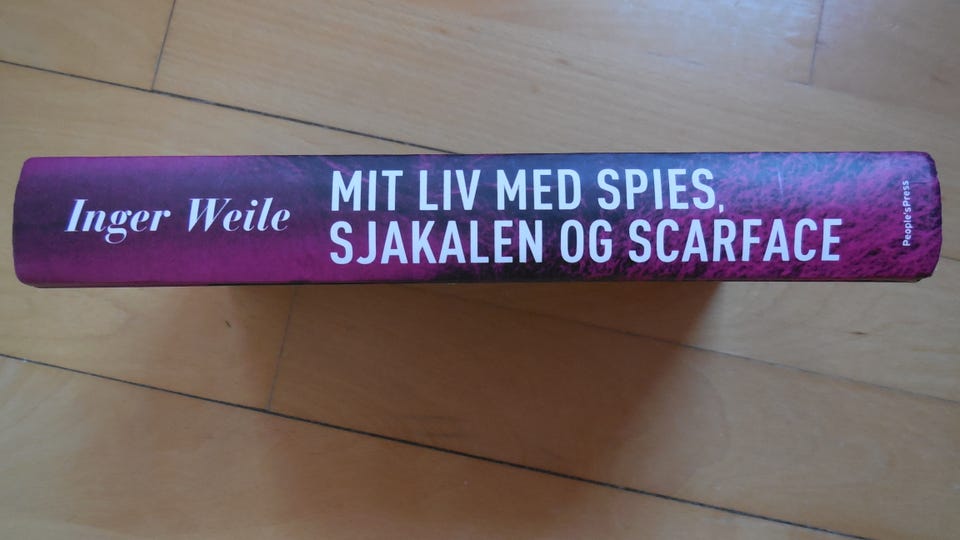 Inger Weile
MIT LIV MED SPIES,
SJAKALEN OG SCARFACE
People'sPress